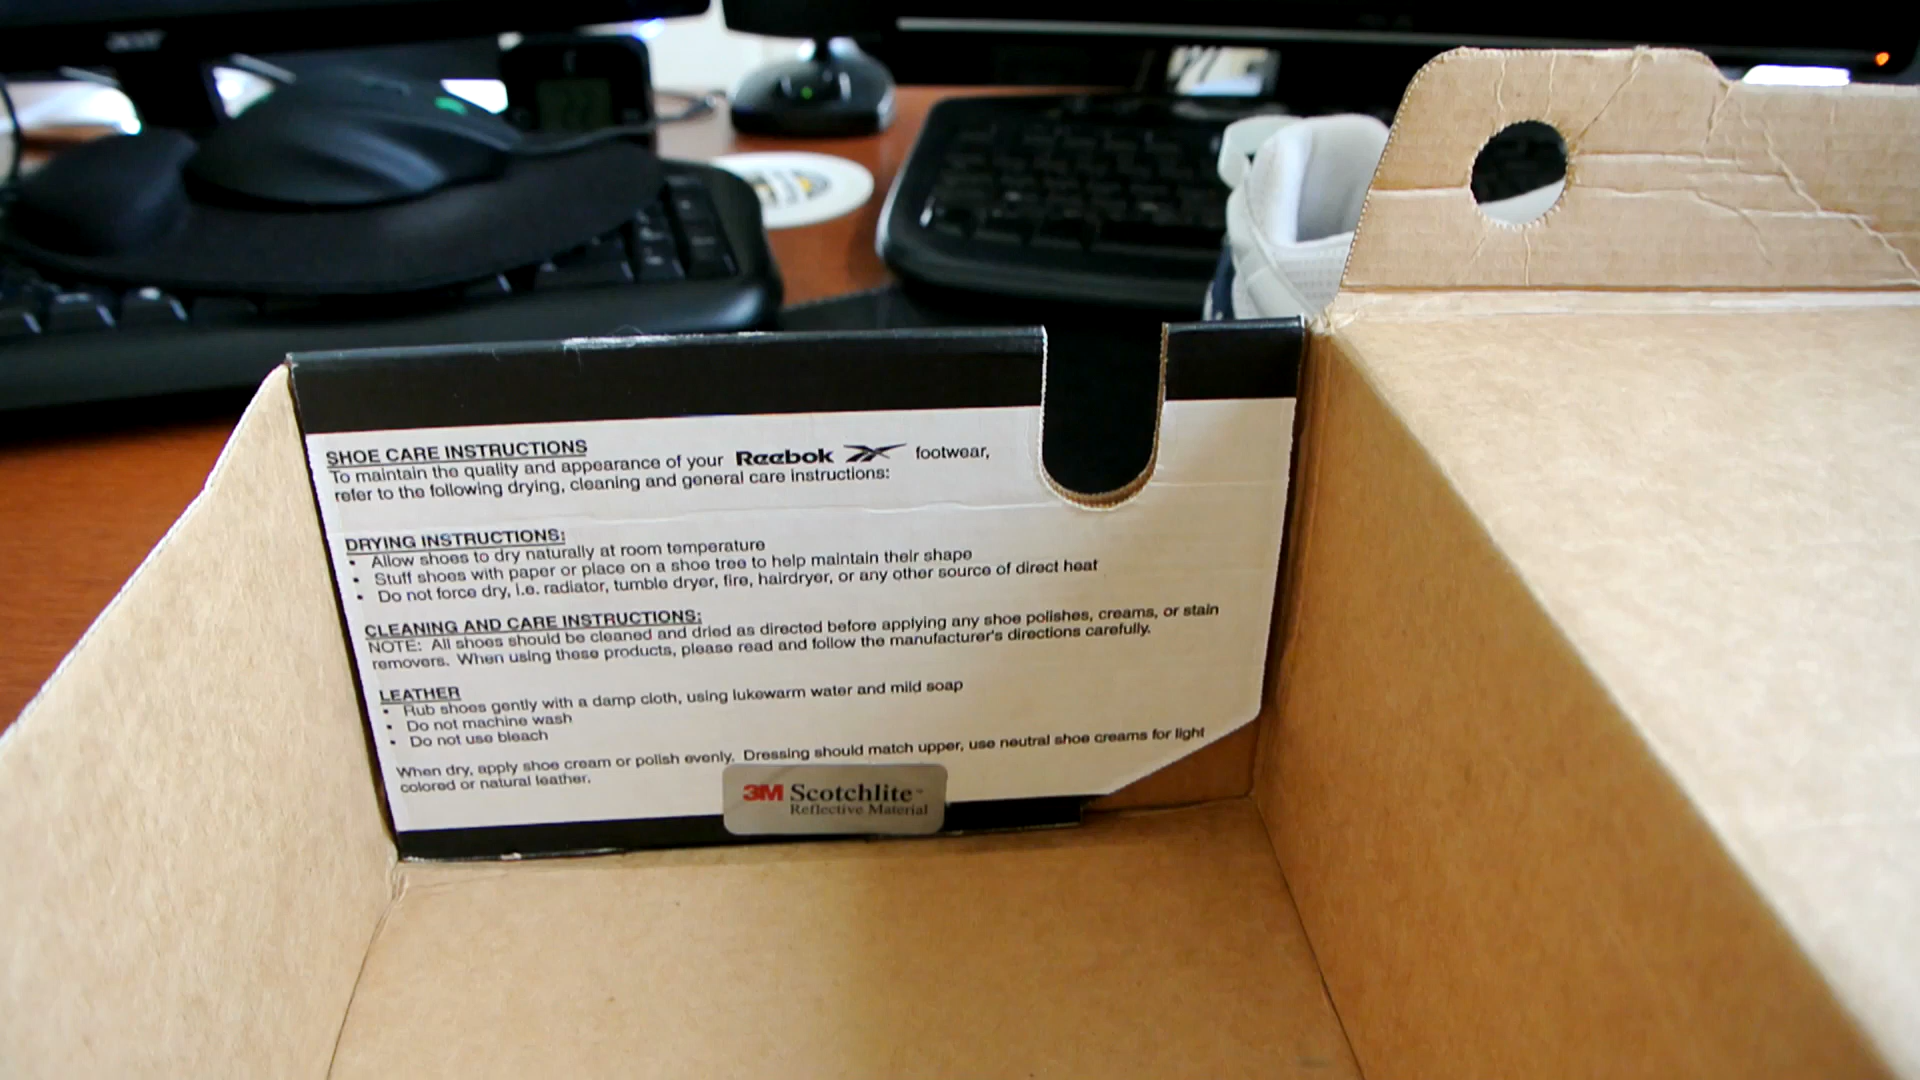 acer
SHOE CARE INSTRUCTIONS
To maintain the quality and appearance of your Reebok footwear,
refer to the following drying, cleaning and general care instructions:
DRYING INSTRUCTIONS:
• Allow shoes to dry naturally at room temperature
• Stuff shoes with paper or place on a shoe tree to help maintain their shape
• Do not force dry, i.e. radiator, tumble dryer, fire, hairdryer, or any other source of direct heat
CLEANING AND CARE INSTRUCTIONS:
NOTE: All shoes should be cleaned and dried as directed before applying any shoe polishes, creams, or stain
removers. When using these products, please read and follow the manufacturer's directions carefully.
LEATHER
• Rub shoes gently with a damp cloth, using lukewarm water and mild soap
• Do not machine wash
• Do not use bleach
When dry, apply shoe cream or polish evenly. Dressing should match upper, use neutral shoe creams for light
colored or natural leather.
3M Scotchlite™
Reflective Material